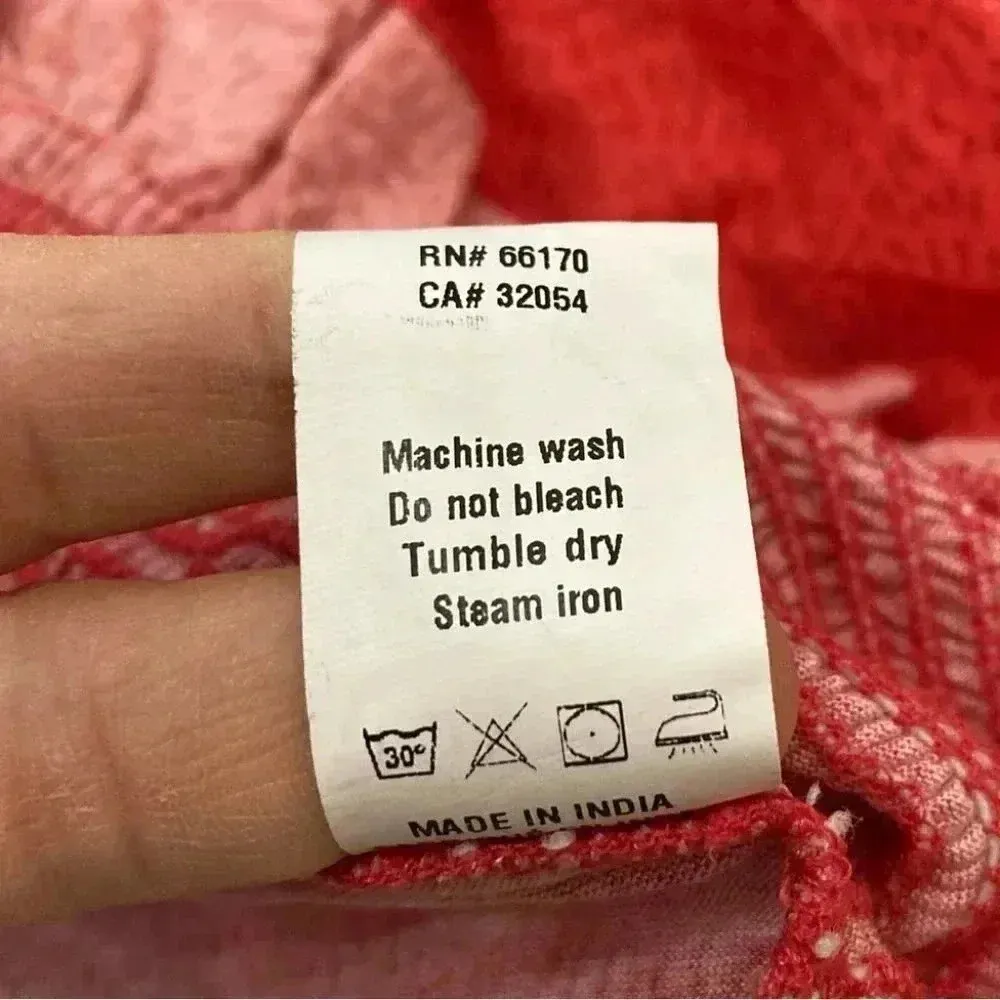 RN# 66170
CA# 32054
Machine wash
Do not bleach
Tumble dry
Steam iron
30°
MADE IN INDIA